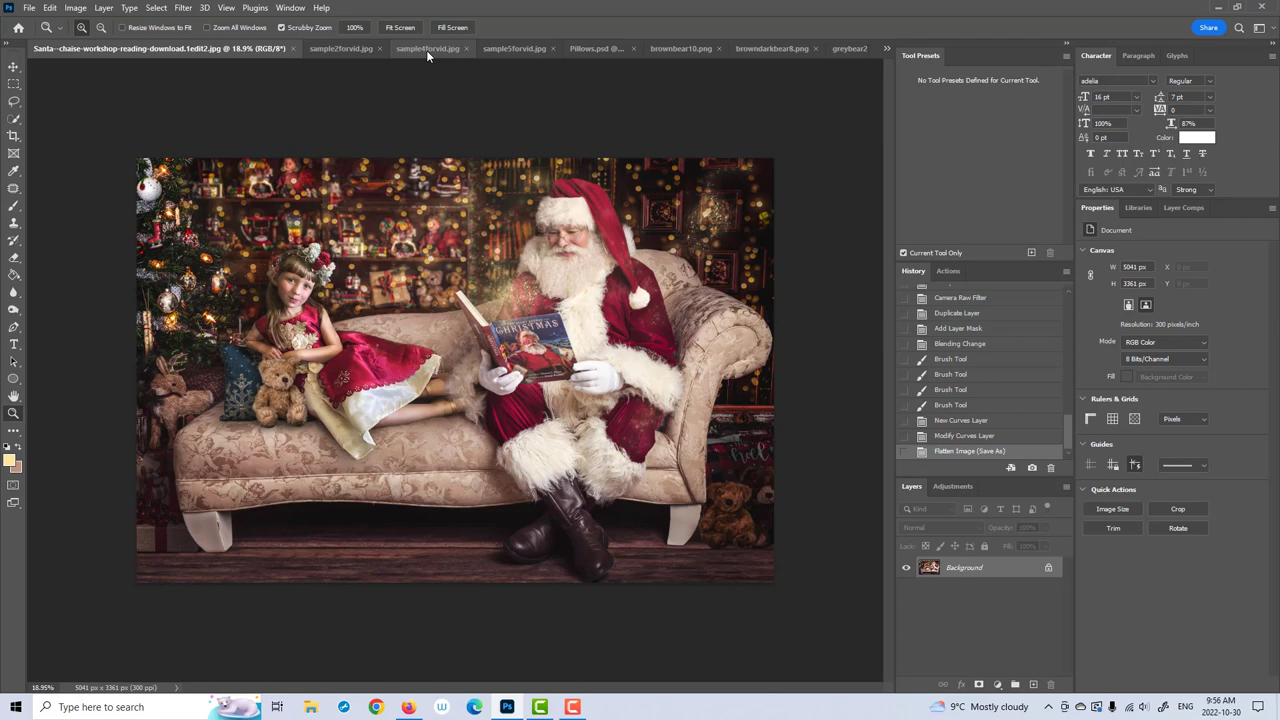 File Edit Image Layer Type Select Filter 3D View Plugins Window Help
Resize Windows to Fit Zoom All Windows Scrubby Zoom 100% Fit Screen Fill Screen Share
Santa--chaise-workshop-reading-download.1edit2.jpg @ 18.9% (RGB/8*) × sample2forvid.jpg × sample4forvid.jpg × sample5forvid.jpg × Pillows.psd @... × brownbear10.png × browndarkbear8.png × greybear2
Tool Presets
No Tool Presets Defined for Current Tool.
Current Tool Only
History Actions
Camera Raw Filter
Duplicate Layer
Add Layer Mask
Blending Change
Brush Tool
Brush Tool
Brush Tool
Brush Tool
New Curves Layer
Modify Curves Layer
Flatten Image (Save As)
Layers Adjustments
Kind
Normal Opacity: 100%
Lock: Fill: 100%
Background
Character Paragraph Glyphs
adelia Regular
16 pt 7 pt
0
100% 87%
0 pt Color:
English: USA Strong
Properties Libraries Layer Comps
Document
Canvas
W 5041 px X 0 px
H 3361 px Y 0 px
Resolution: 300 pixels/inch
Mode RGB Color
8 Bits/Channel
Fill Background Color
Rulers & Grids
Pixels
Guides
Quick Actions
Image Size Crop
Trim Rotate
CHRISTMAS
noel
18.95% 5041 px x 3361 px (300 ppi)
Type here to search
9°C Mostly cloudy ENG 9:56 AM
2022-10-30